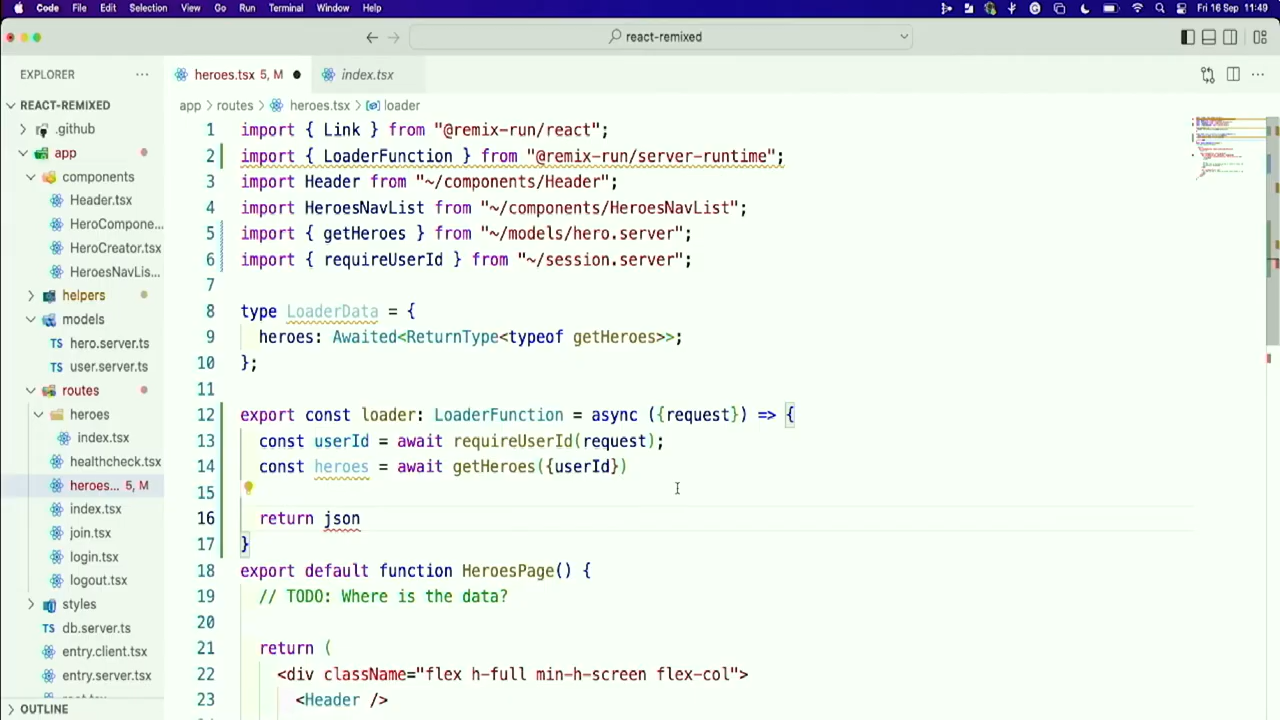 Code File Edit Selection View Go Run Terminal Window Help Fri 16 Sep 11:49
react-remixed
EXPLORER
heroes.tsx 5, M
index.tsx
REACT-REMIXED
app > routes > heroes.tsx > loader
.github
app
components
Header.tsx
HeroCompone...
HeroCreator.tsx
HeroesNavLis...
helpers
models
hero.server.ts
user.server.ts
routes
heroes
index.tsx
healthcheck.tsx
heroes... 5, M
index.tsx
join.tsx
login.tsx
logout.tsx
styles
db.server.ts
entry.client.tsx
entry.server.tsx
OUTLINE
1 import { Link } from "@remix-run/react";
2 import { LoaderFunction } from "@remix-run/server-runtime";
3 import Header from "~/components/Header";
4 import HeroesNavList from "~/components/HeroesNavList";
5 import { getHeroes } from "~/models/hero.server";
6 import { requireUserId } from "~/session.server";
7
8 type LoaderData = {
9 heroes: Awaited<ReturnType<typeof getHeroes>>;
10 };
11
12 export const loader: LoaderFunction = async ({request}) => {
13 const userId = await requireUserId(request);
14 const heroes = await getHeroes({userId})
15
16 return json
17 }
18 export default function HeroesPage() {
19 // TODO: Where is the data?
20
21 return (
22 <div className="flex h-full min-h-screen flex-col">
23 <Header />